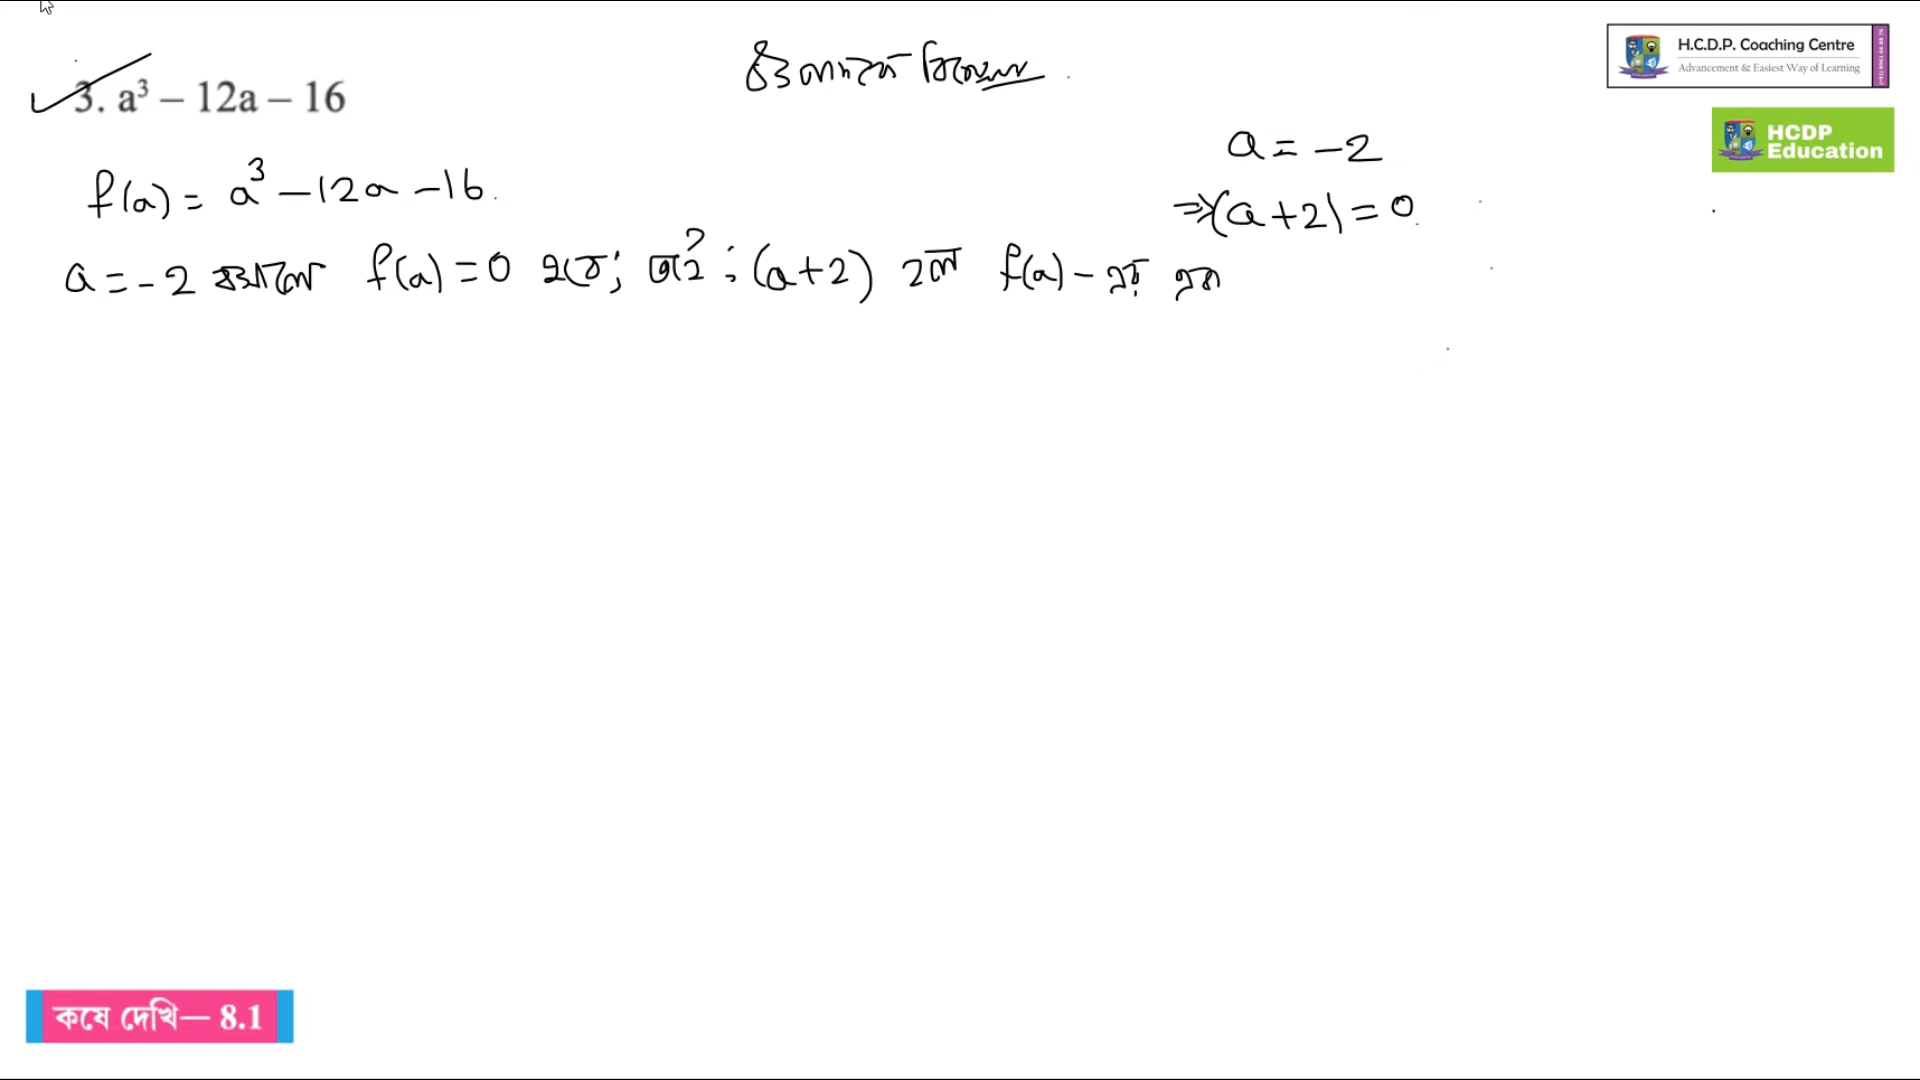 উৎপাদকে বিশ্লেষণ
H.C.D.P. Coaching Centre
Advancement & Easiest Way of Learning
3. a³ – 12a – 16
HCDP
Education
a = -2
⇒(a+2) = 0
f(a) = a³ - 12a - 16
a = -2 বসালে f(a) = 0 হবে; তাই ; (a+2) হল f(a) - এর এক
কষে দেখি— 8.1